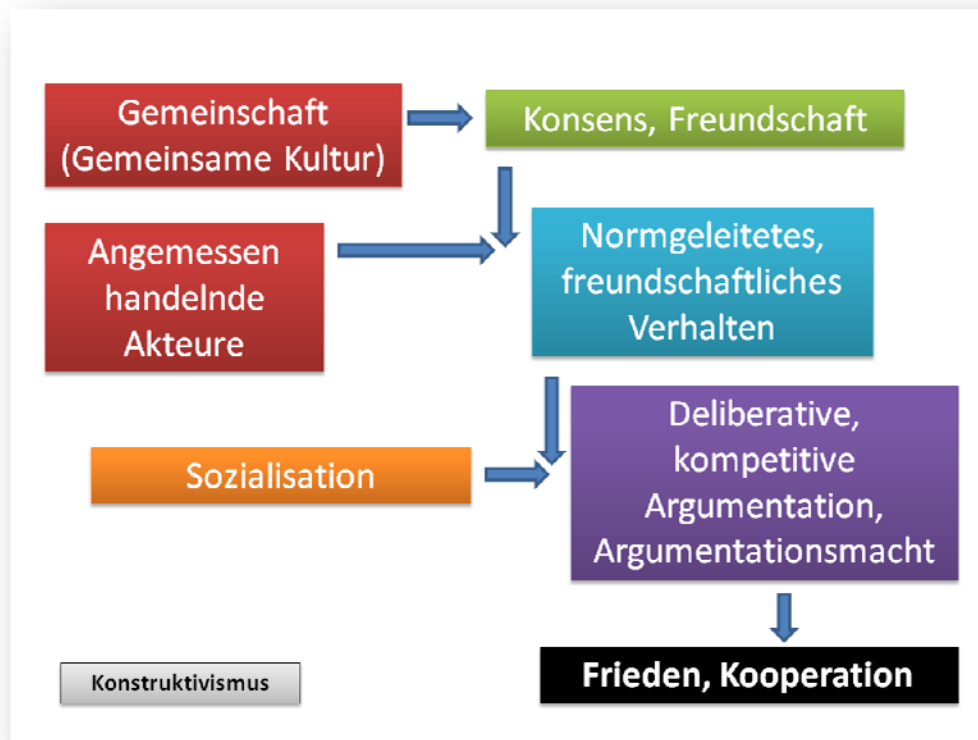 Gemeinschaft
(Gemeinsame Kultur)
Konsens, Freundschaft
Angemessen
handelnde
Akteure
Normgeleitetes,
freundschaftliches
Verhalten
Sozialisation
Deliberative,
kompetitive
Argumentation,
Argumentationsmacht
Konstruktivismus
Frieden, Kooperation